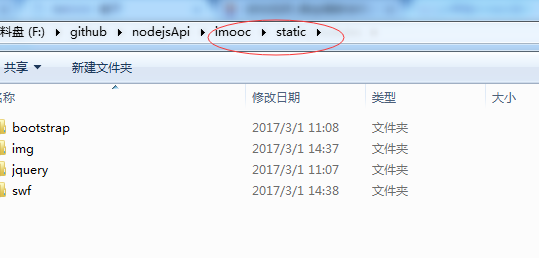 料盘 (F:) ▸ github ▸ nodejsApi ▸ imooc ▸ static ▸
共享 ▼ 新建文件夹
名称 修改日期 类型 大小
bootstrap 2017/3/1 11:08 文件夹
img 2017/3/1 14:37 文件夹
jquery 2017/3/1 11:07 文件夹
swf 2017/3/1 14:38 文件夹